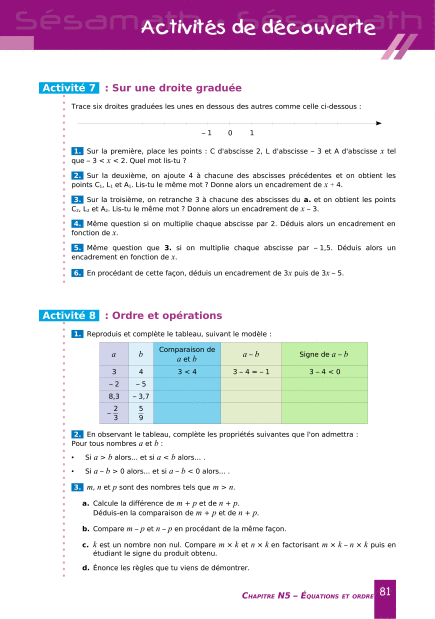 Sésamath Sésamath Sésamath
Activités de découverte
Activité 7 : Sur une droite graduée
Trace six droites graduées les unes en dessous des autres comme celle ci-dessous :
– 1 0 1
1. Sur la première, place les points : C d'abscisse 2, L d'abscisse – 3 et A d'abscisse x tel
que – 3 < x < 2. Quel mot lis-tu ?
2. Sur la deuxième, on ajoute 4 à chacune des abscisses précédentes et on obtient les
points C₁, L₁ et A₁. Lis-tu le même mot ? Donne alors un encadrement de x + 4.
3. Sur la troisième, on retranche 3 à chacune des abscisses du a. et on obtient les points
C₂, L₂ et A₂. Lis-tu le même mot ? Donne alors un encadrement de x – 3.
4. Même question si on multiplie chaque abscisse par 2. Déduis alors un encadrement en
fonction de x.
5. Même question que 3. si on multiplie chaque abscisse par – 1,5. Déduis alors un
encadrement en fonction de x.
6. En procédant de cette façon, déduis un encadrement de 3x puis de 3x – 5.
Activité 8 : Ordre et opérations
1. Reproduis et complète le tableau, suivant le modèle :
a b Comparaison de a et b a – b Signe de a – b
3 4 3 < 4 3 – 4 = – 1 3 – 4 < 0
– 2 – 5
8,3 – 3,7
– 2/3 5/9
2. En observant le tableau, complète les propriétés suivantes que l'on admettra :
Pour tous nombres a et b :
• Si a > b alors... et si a < b alors... .
• Si a – b > 0 alors... et si a – b < 0 alors... .
3. m, n et p sont des nombres tels que m > n.
a. Calcule la différence de m + p et de n + p.
Déduis-en la comparaison de m + p et de n + p.
b. Compare m – p et n – p en procédant de la même façon.
c. k est un nombre non nul. Compare m × k et n × k en factorisant m × k – n × k puis en
étudiant le signe du produit obtenu.
d. Énonce les règles que tu viens de démontrer.
Chapitre N5 – Équations et ordre 81